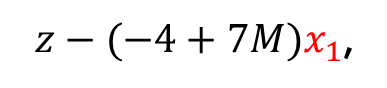 z − (−4 + 7M)x₁,